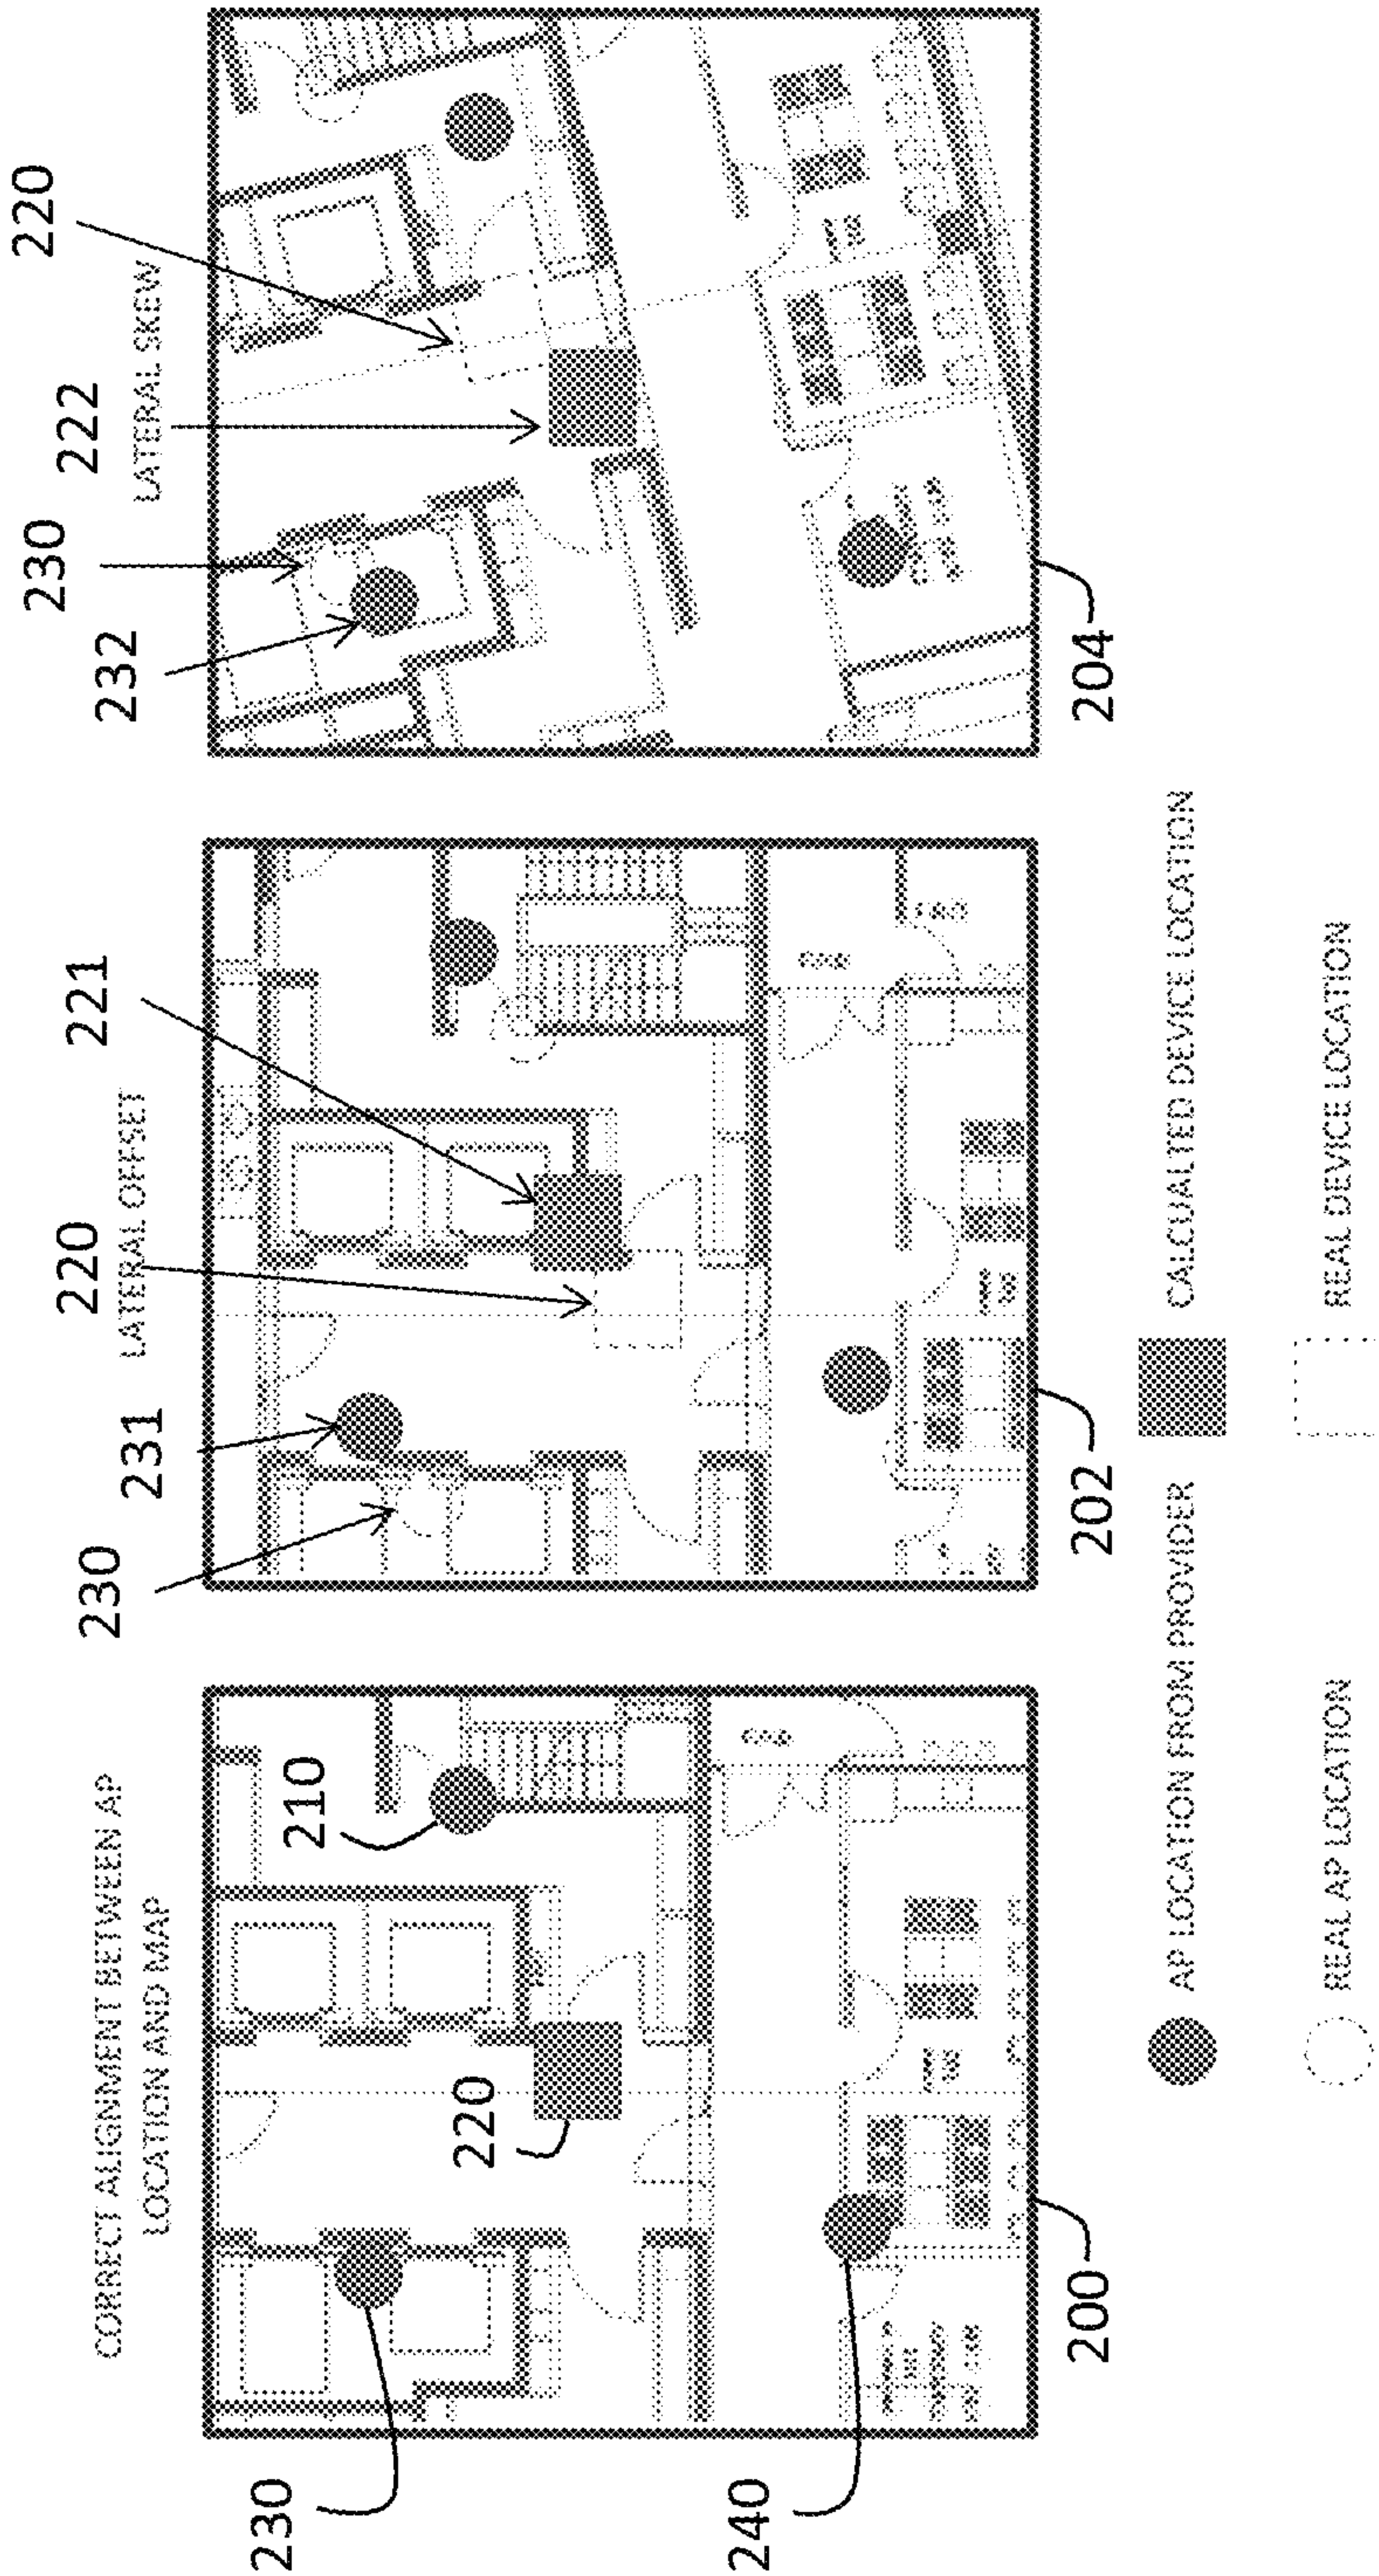 CORRECT ALIGNMENT BETWEEN AP
LOCATION AND MAP
230
210
220
240
200
LATERAL OFFSET
230
231
220
221
202
LATERAL SKEW
232
230
222
220
204
AP LOCATION FROM PROVIDER
CALCUALTED DEVICE LOCATION
REAL AP LOCATION
REAL DEVICE LOCATION